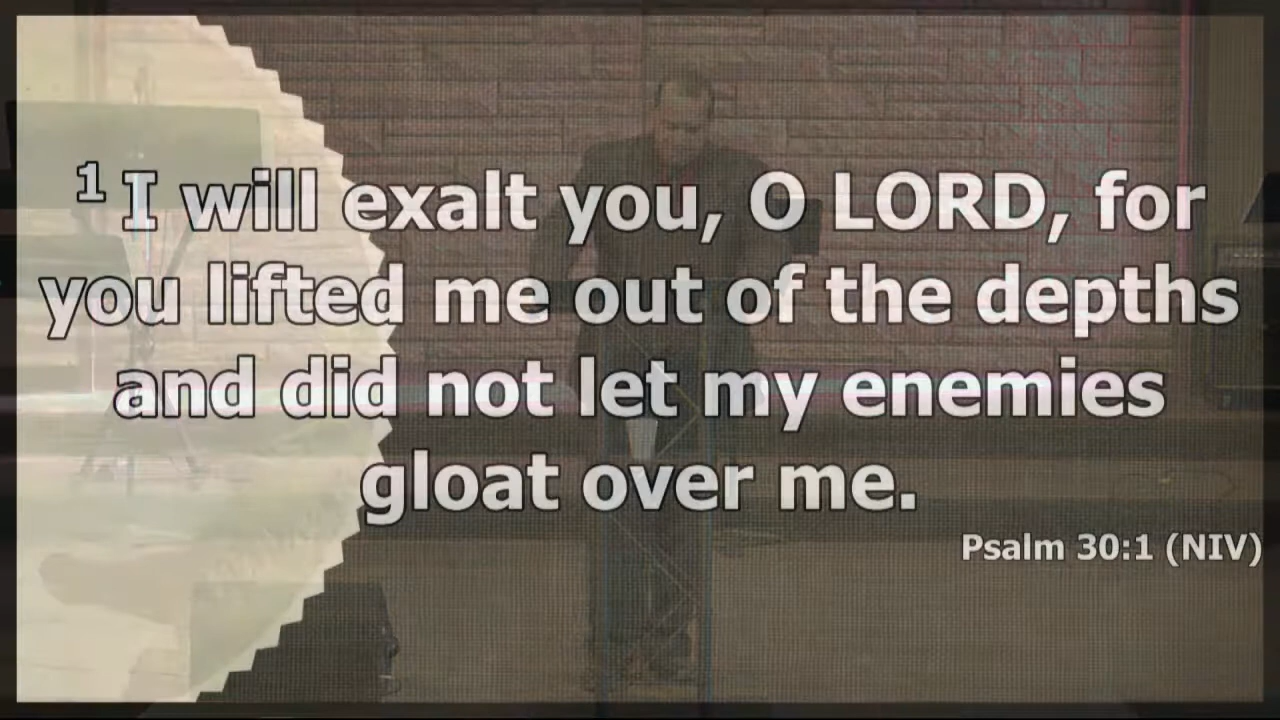 1 I will exalt you, O LORD, for
you lifted me out of the depths
and did not let my enemies
gloat over me.
Psalm 30:1 (NIV)